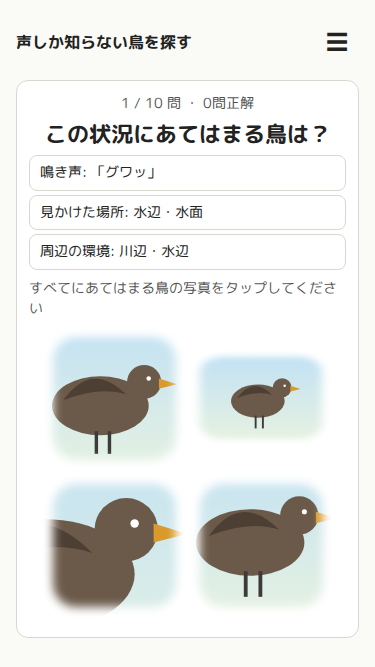 声しか知らない鳥を探す
1 / 10 問 · 0問正解
この状況にあてはまる鳥は？
鳴き声: 「グワッ」
見かけた場所: 水辺・水面
周辺の環境: 川辺・水辺
すべてにあてはまる鳥の写真をタップしてくださ
い